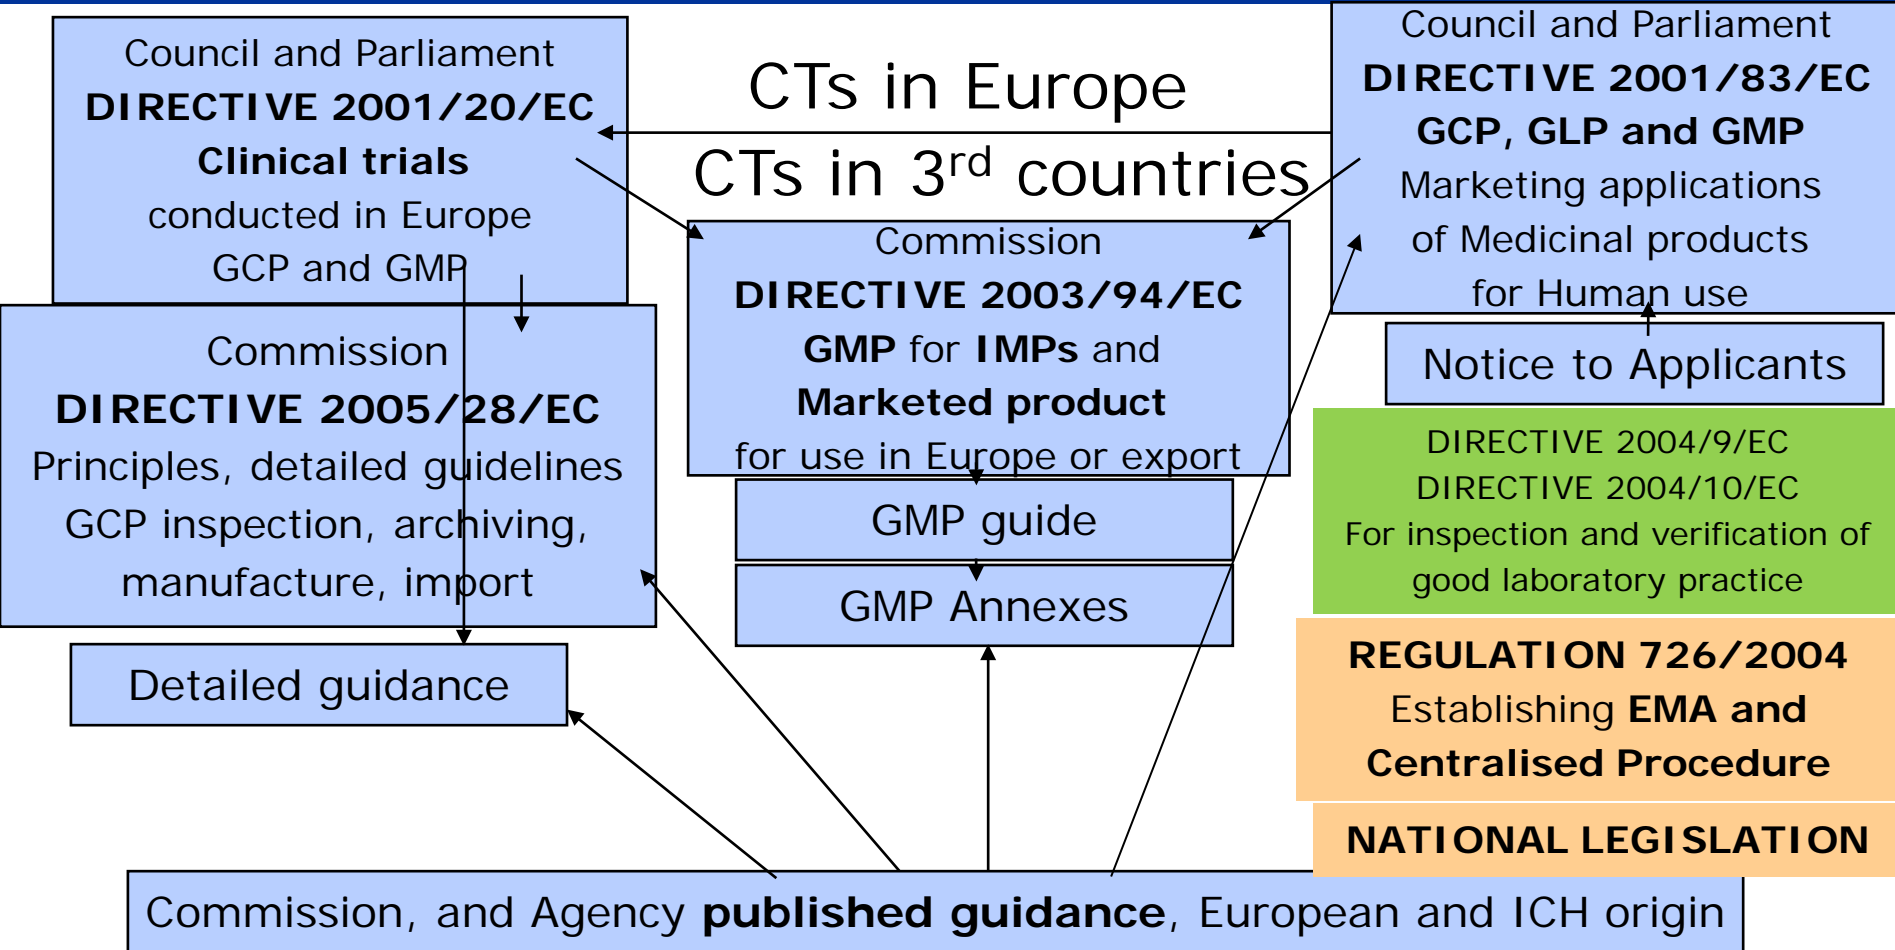 Council and Parliament
DIRECTIVE 2001/20/EC
Clinical trials
conducted in Europe
GCP and GMP
CTs in Europe
CTs in 3rd countries
Council and Parliament
DIRECTIVE 2001/83/EC
GCP, GLP and GMP
Marketing applications
of Medicinal products
for Human use
Commission
DIRECTIVE 2005/28/EC
Principles, detailed guidelines
GCP inspection, archiving,
manufacture, import
Commission
DIRECTIVE 2003/94/EC
GMP for IMPs and
Marketed product
for use in Europe or export
Notice to Applicants
GMP guide
GMP Annexes
DIRECTIVE 2004/9/EC
DIRECTIVE 2004/10/EC
For inspection and verification of
good laboratory practice
Detailed guidance
REGULATION 726/2004
Establishing EMA and
Centralised Procedure
NATIONAL LEGISLATION
Commission, and Agency published guidance, European and ICH origin